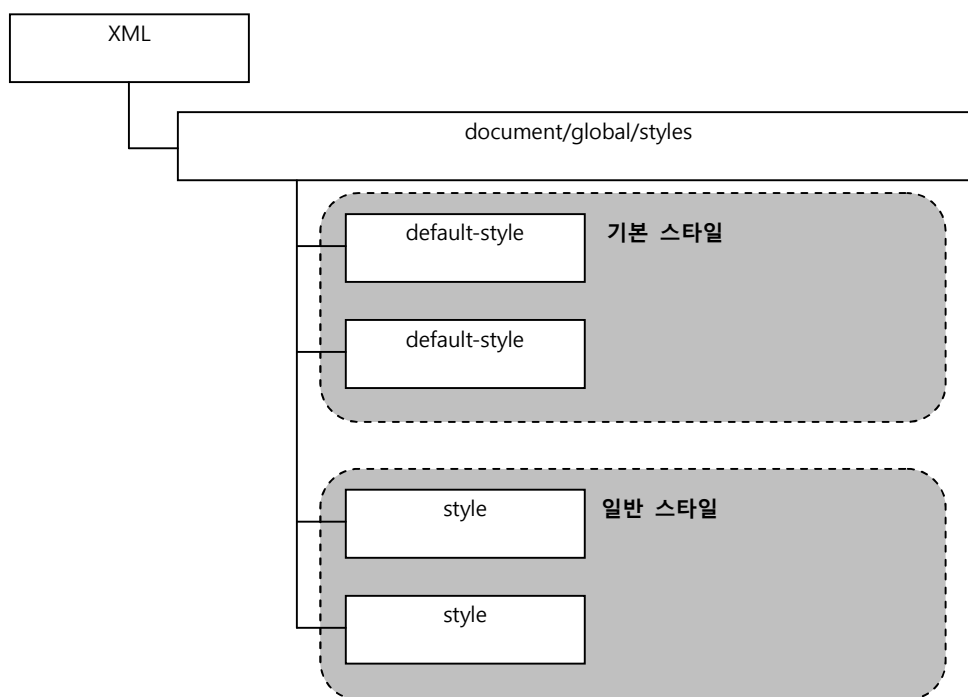 XML
document/global/styles
default-style
기본 스타일
default-style
style
일반 스타일
style